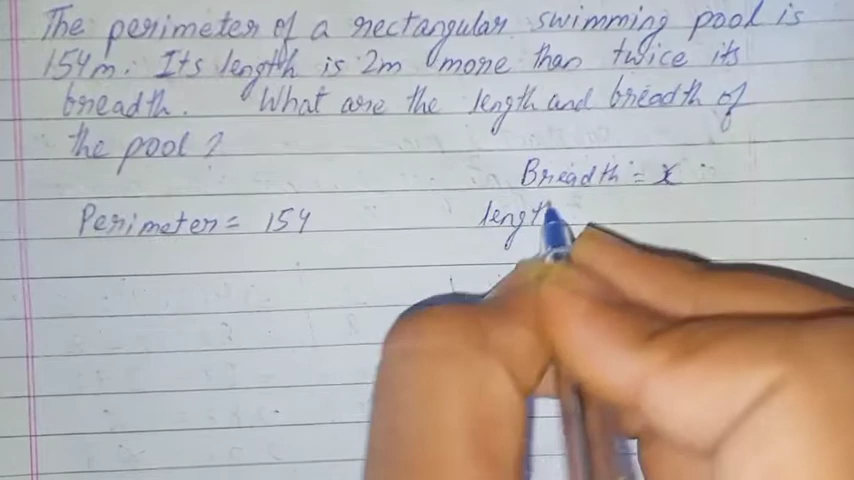 The perimeter of a rectangular swimming pool is
154m. Its length is 2m more than twice its
breadth. What are the length and breadth of
the pool?
Breadth = x
Perimeter = 154 length